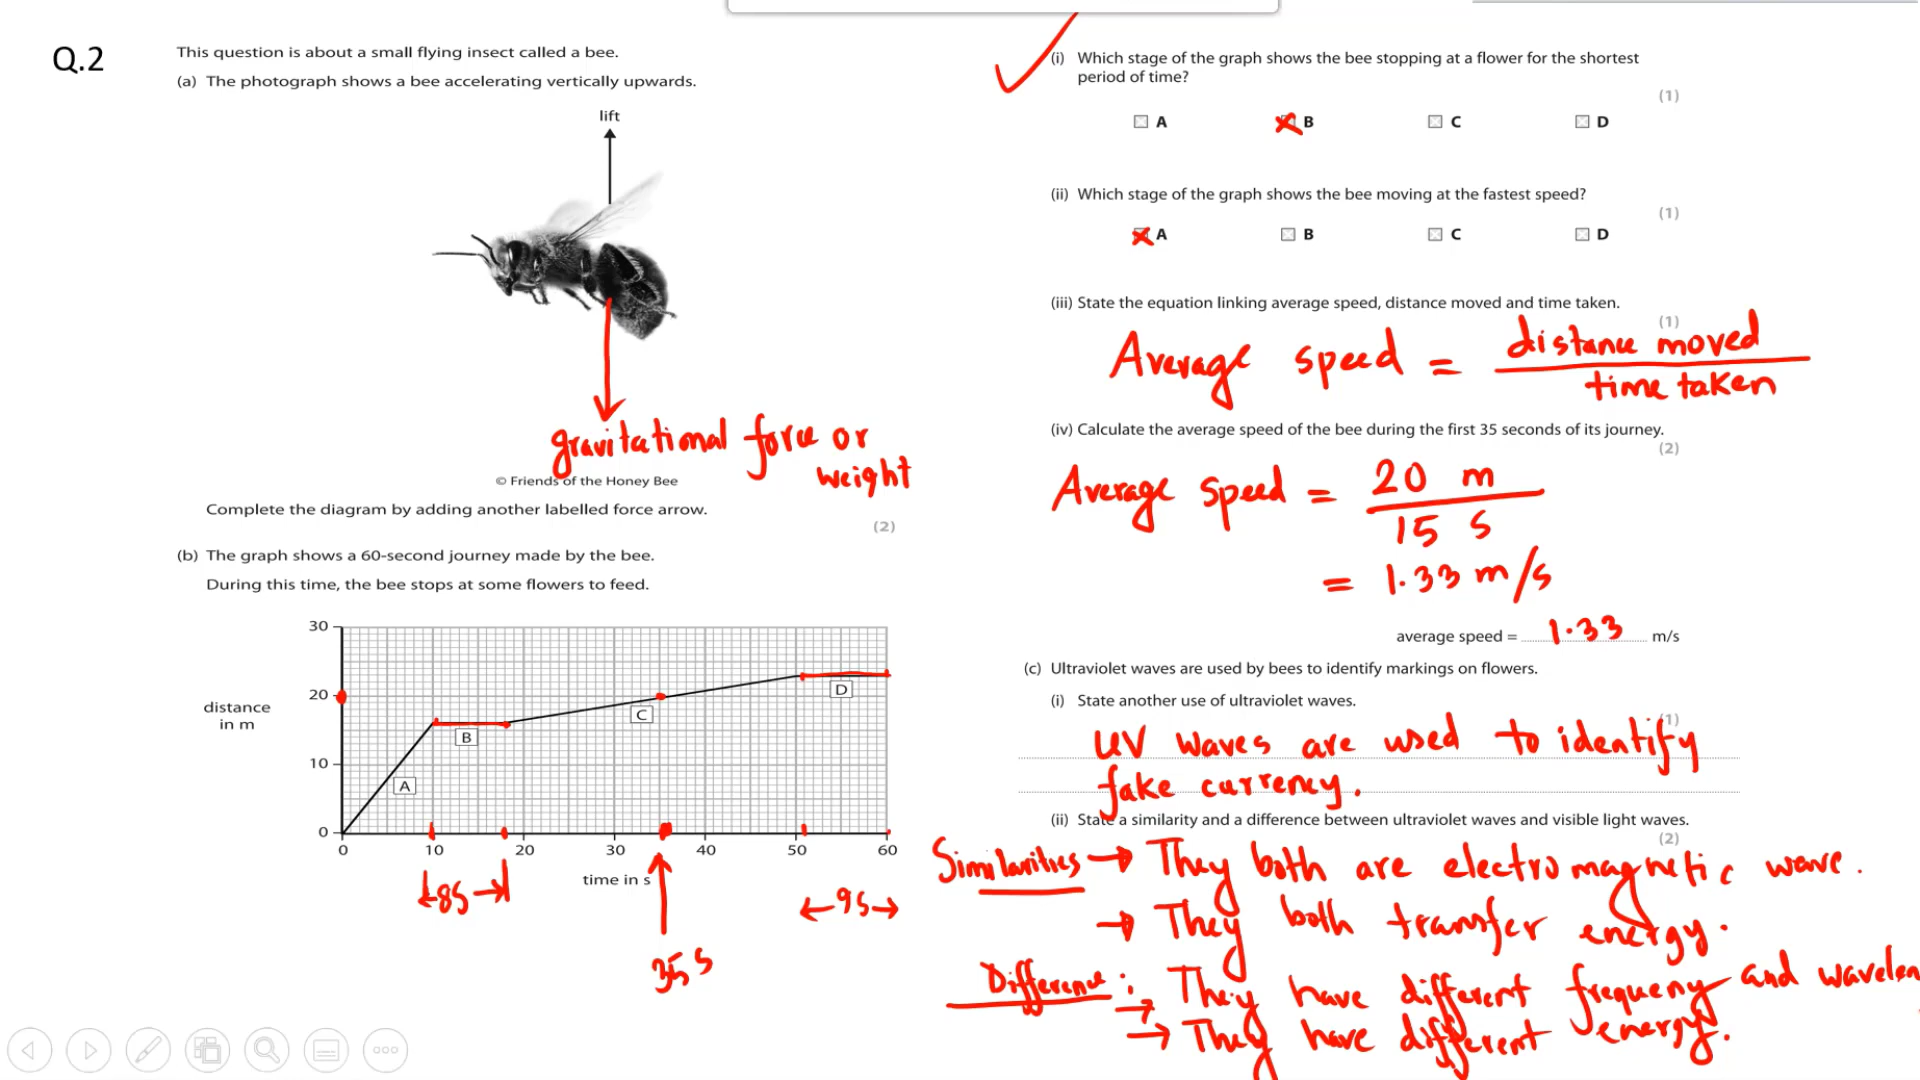 Q.2
This question is about a small flying insect called a bee.
(a) The photograph shows a bee accelerating vertically upwards.
lift
gravitational force or
weight
© Friends of the Honey Bee
Complete the diagram by adding another labelled force arrow.
(2)
(b) The graph shows a 60-second journey made by the bee.
During this time, the bee stops at some flowers to feed.
30
20
10
0
distance
in m
A
B
C
D
0 10 20 30 40 50 60
time in s
8s
9s
35 s
(i) Which stage of the graph shows the bee stopping at a flower for the shortest
period of time?
(1)
A B C D
(ii) Which stage of the graph shows the bee moving at the fastest speed?
(1)
A B C D
(iii) State the equation linking average speed, distance moved and time taken.
(1)
Average speed = distance moved
time taken
(iv) Calculate the average speed of the bee during the first 35 seconds of its journey.
(2)
Average speed = 20 m
15 s
= 1.33 m/s
average speed = 1.33 m/s
(c) Ultraviolet waves are used by bees to identify markings on flowers.
(i) State another use of ultraviolet waves.
(1)
UV waves are used to identify
fake currency.
(ii) State a similarity and a difference between ultraviolet waves and visible light waves.
(2)
Similarities → They both are electromagnetic wave.
→ They both transfer energy.
Difference : → They have different frequeny and wavelen
→ They have different energy.